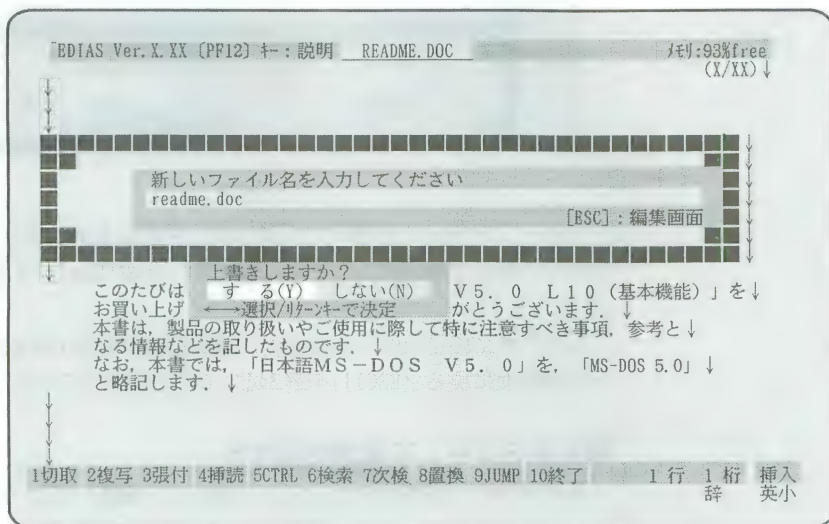 EDIAS Ver.X.XX〔PF12〕キー:説明 README.DOC ﾒﾓﾘ:93%free
(X/XX)↓
↓
↓
↓
新しいファイル名を入力してください
readme.doc
[ESC]:編集画面
上書きしますか?
す る(Y) しない(N)
←→選択/ﾘﾀｰﾝｷｰで決定
このたびは V5.0 L10(基本機能)」を↓
お買い上げ がとうございます.↓
本書は,製品の取り扱いやご使用に際して特に注意すべき事項,参考と↓
なる情報などを記したものです.↓
なお,本書では,「日本語MS-DOS V5.0」を,「MS-DOS 5.0」↓
と略記します.↓
↓
↓
↓
1切取 2複写 3張付 4挿読 5CTRL 6検索 7次検 8置換 9JUMP 10終了 1行 1桁 挿入
辞 英小